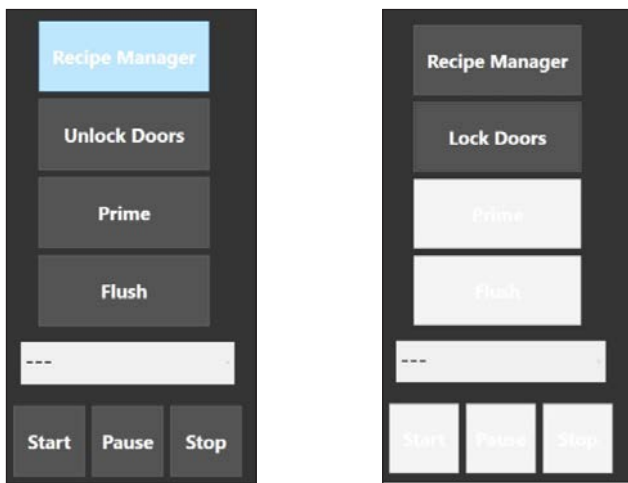 Recipe Manager
Unlock Doors
Prime
Flush
---
Start Pause Stop
Recipe Manager
Lock Doors
Prime
Flush
---
Start Pause Stop